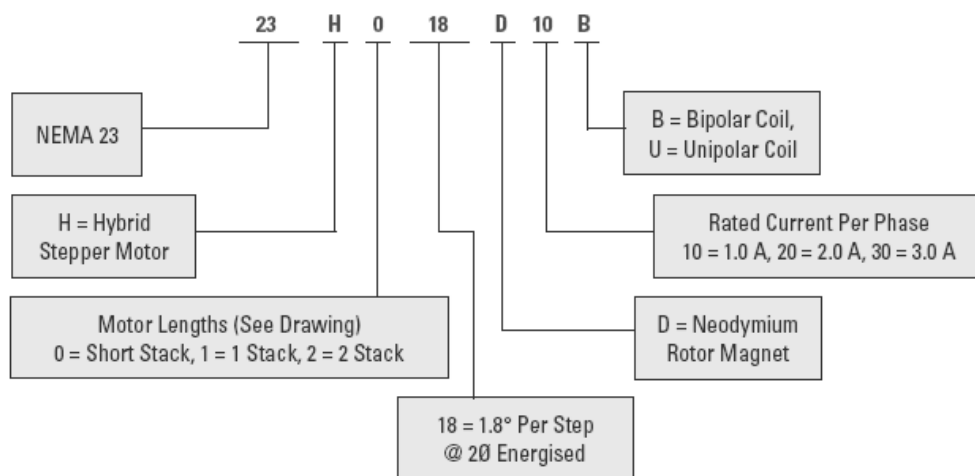 23 H 0 18 D 10 B
NEMA 23
B = Bipolar Coil,
U = Unipolar Coil
H = Hybrid
Stepper Motor
Rated Current Per Phase
10 = 1.0 A, 20 = 2.0 A, 30 = 3.0 A
Motor Lengths (See Drawing)
0 = Short Stack, 1 = 1 Stack, 2 = 2 Stack
D = Neodymium
Rotor Magnet
18 = 1.8° Per Step
@ 2Ø Energised